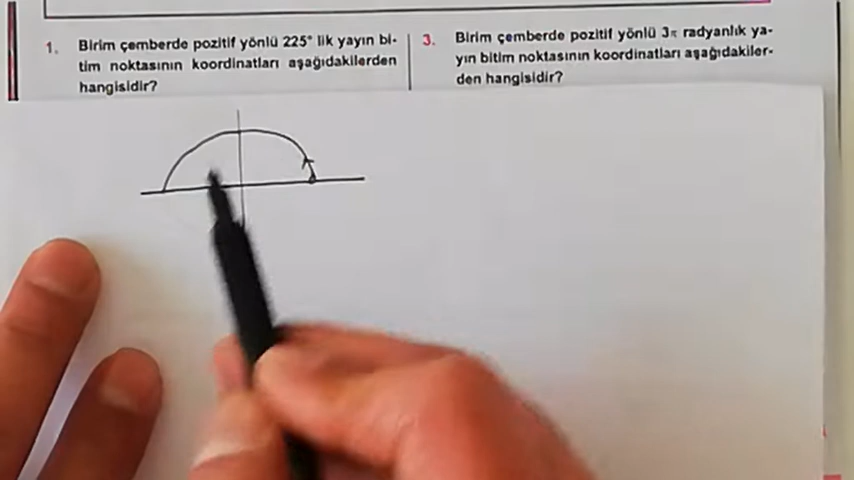 1. Birim çemberde pozitif yönlü 225° lik yayın bi-
tim noktasının koordinatları aşağıdakilerden
hangisidir?
3. Birim çemberde pozitif yönlü 3π radyanlık ya-
yın bitim noktasının koordinatları aşağıdakiler-
den hangisidir?